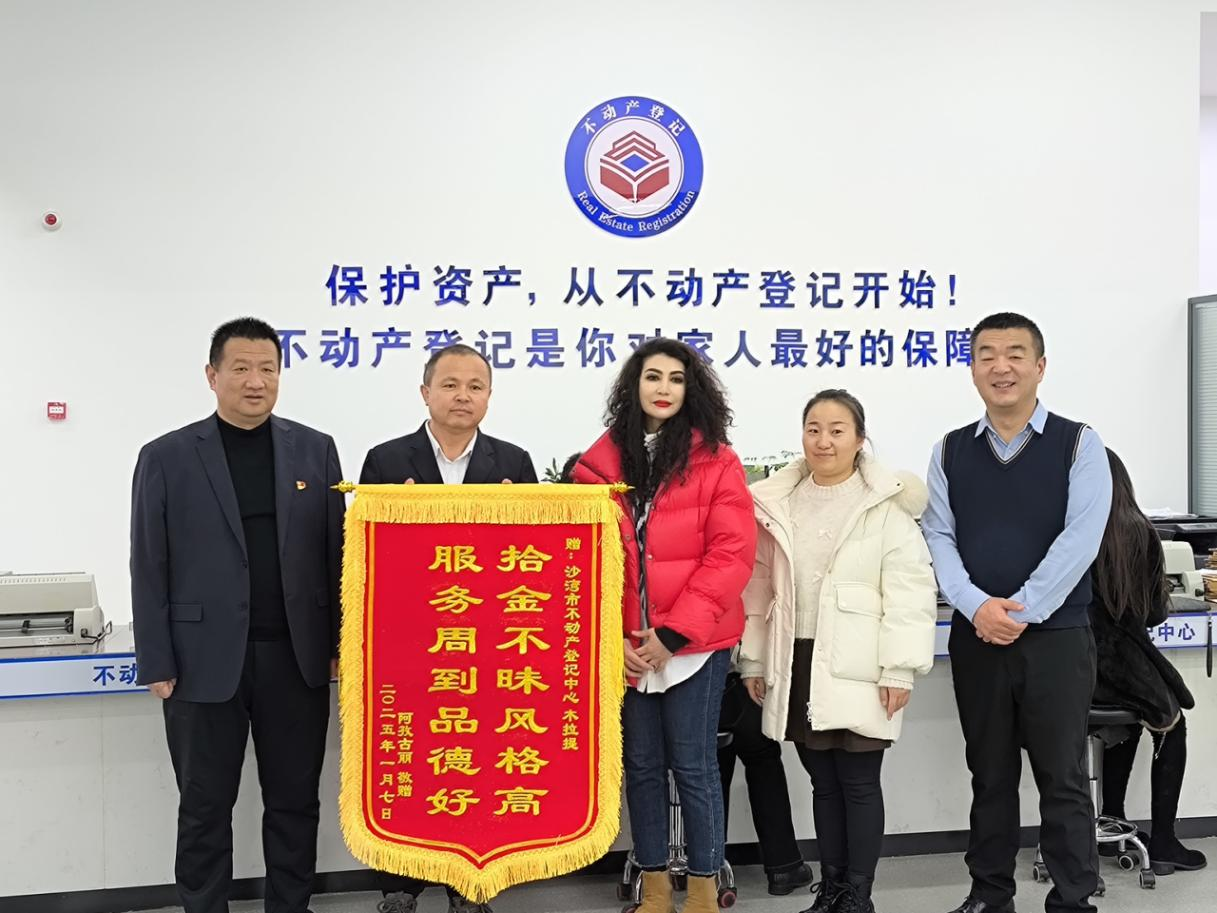 不动产登记
Real Estate Registration
保护资产,从不动产登记开始!
不动产登记是你对家人最好的保障
赠:沙湾市不动产登记中心 木拉提
拾金不昧风格高
服务周到品德好
阿孜古丽 敬赠
二〇二五年一月七日
不动
记中心